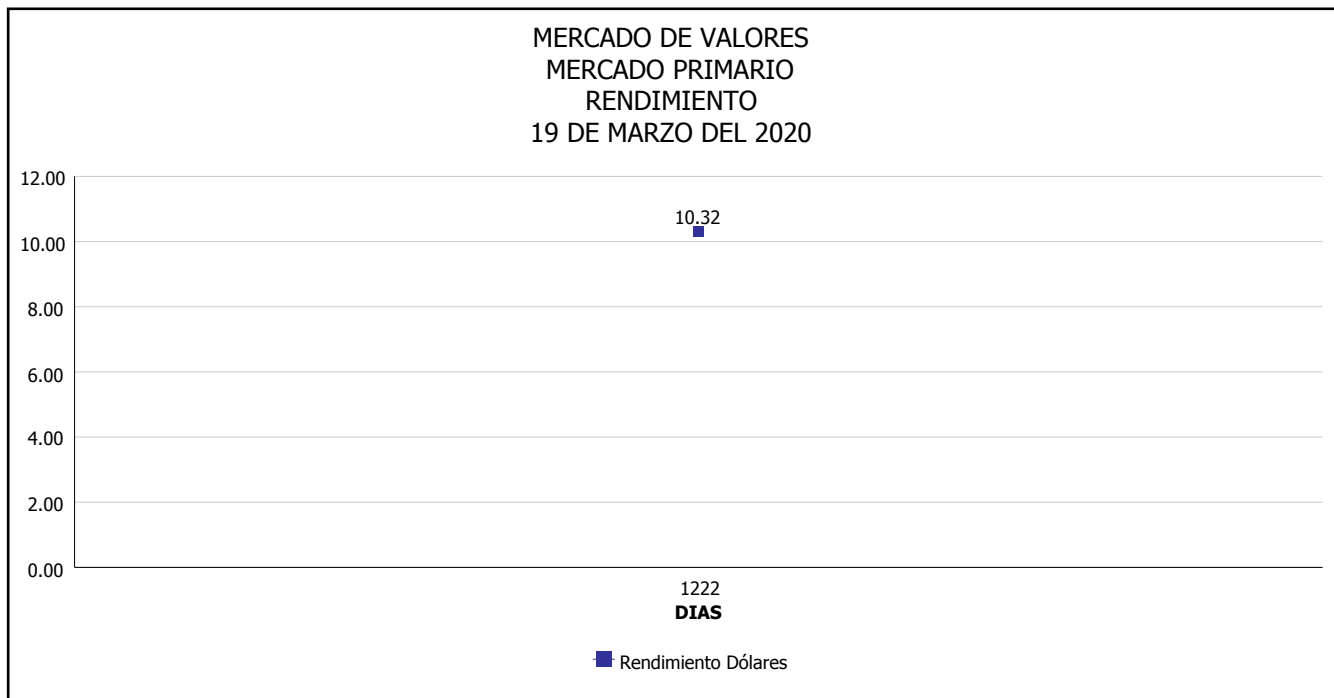 MERCADO DE VALORES
MERCADO PRIMARIO
RENDIMIENTO
19 DE MARZO DEL 2020
12.00
10.32
10.00
8.00
6.00
4.00
2.00
0.00
1222
DIAS
Rendimiento Dólares